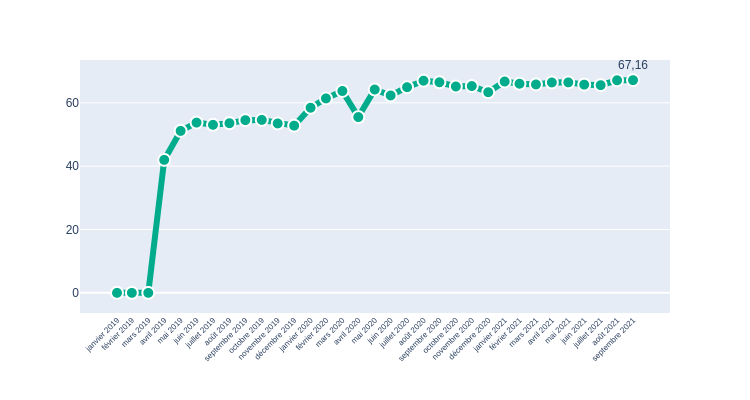 67,16
60
40
20
0
janvier 2019
février 2019
mars 2019
avril 2019
mai 2019
juin 2019
juillet 2019
août 2019
septembre 2019
octobre 2019
novembre 2019
décembre 2019
janvier 2020
février 2020
mars 2020
avril 2020
mai 2020
juin 2020
juillet 2020
août 2020
septembre 2020
octobre 2020
novembre 2020
décembre 2020
janvier 2021
février 2021
mars 2021
avril 2021
mai 2021
juin 2021
juillet 2021
août 2021
septembre 2021